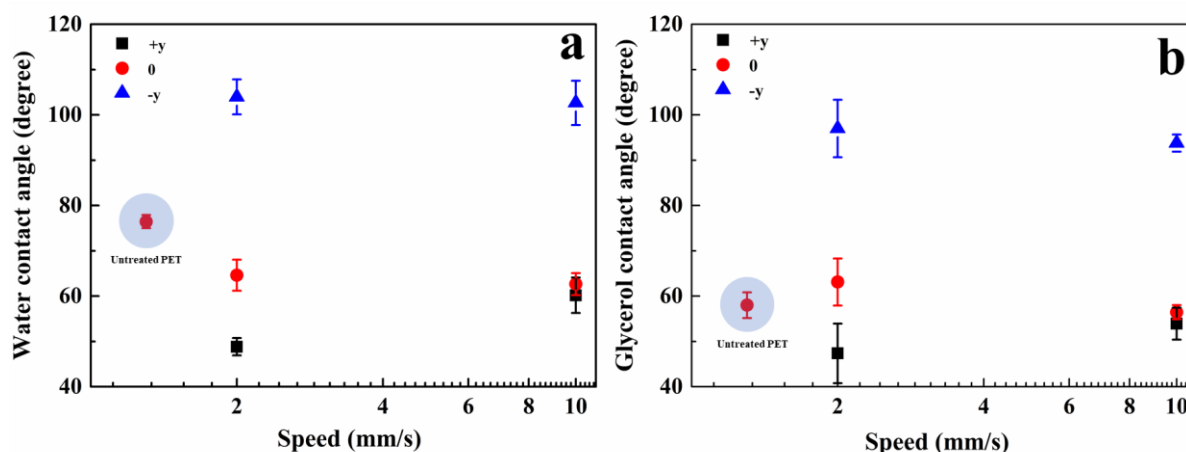 Water contact angle (degree)
120
100
80
60
40
+y
0
-y
a
Untreated PET
2
4
6
8
10
Speed (mm/s)
Glycerol contact angle (degree)
120
100
80
60
40
+y
0
-y
b
Untreated PET
2
4
6
8
10
Speed (mm/s)